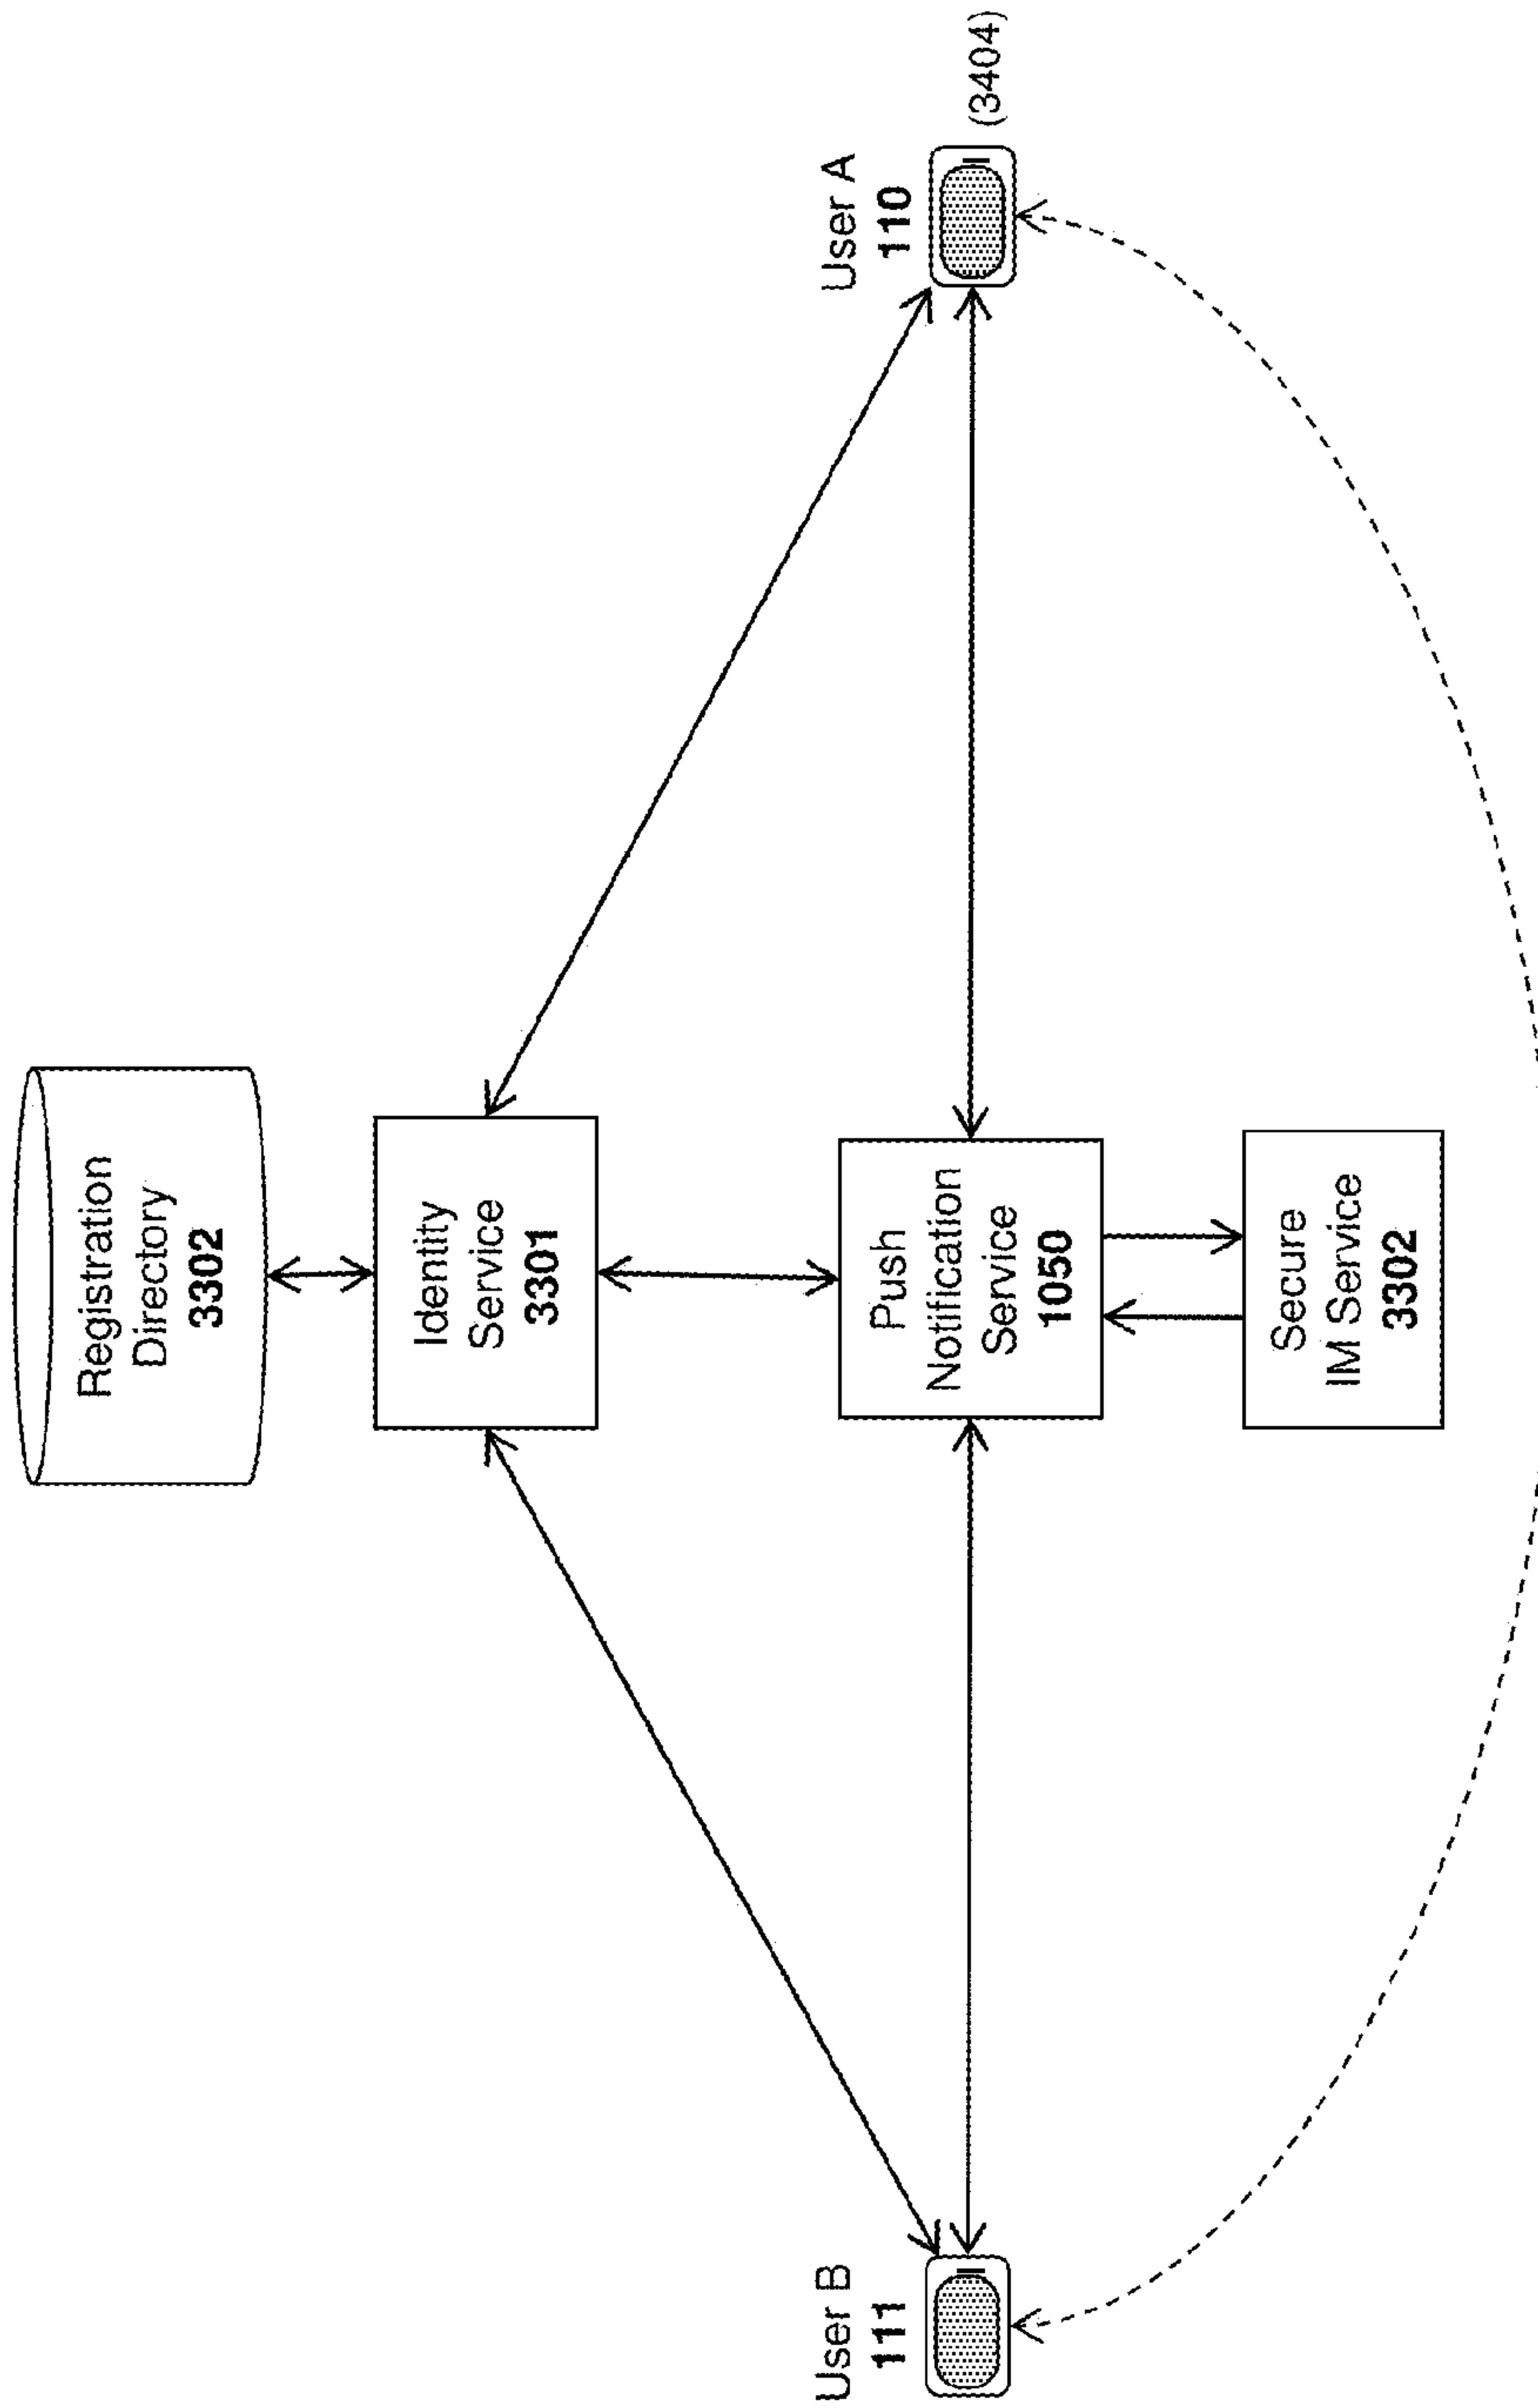 Registration
Directory
3302
Identity
Service
3301
User B
111
User A
110
(3404)
Push
Notification
Service
1050
Secure
IM Service
3302